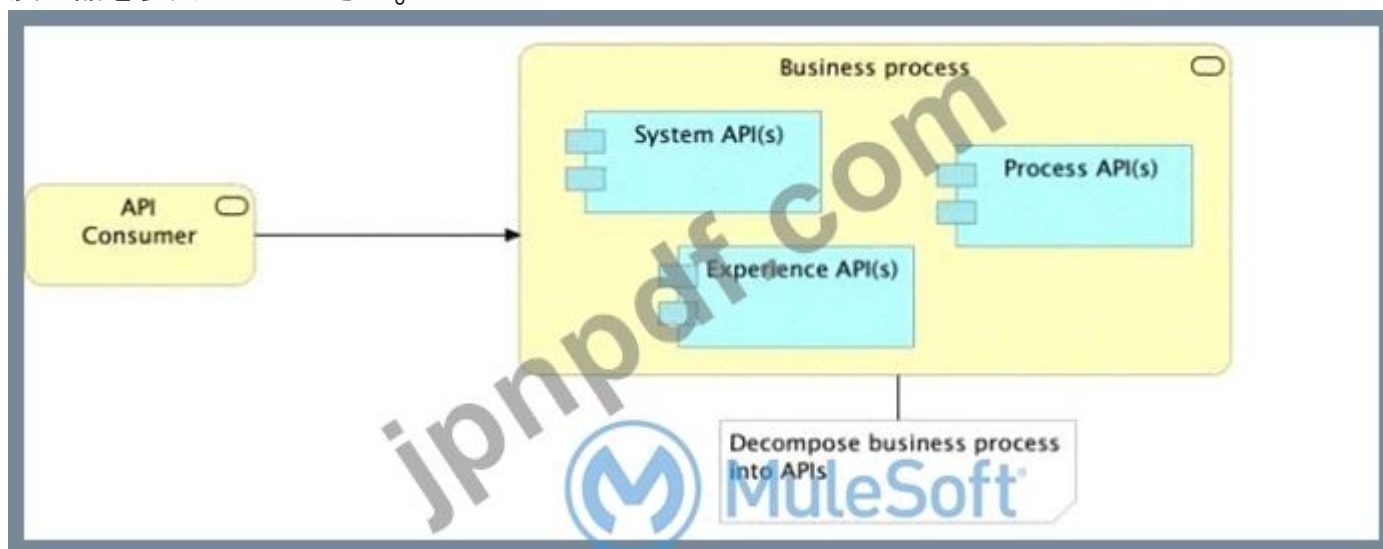 Business process
System API(s)
Process API(s)
API
Consumer
Experience API(s)
Decompose business process
into APIs
MuleSoft
jpnpdf.com